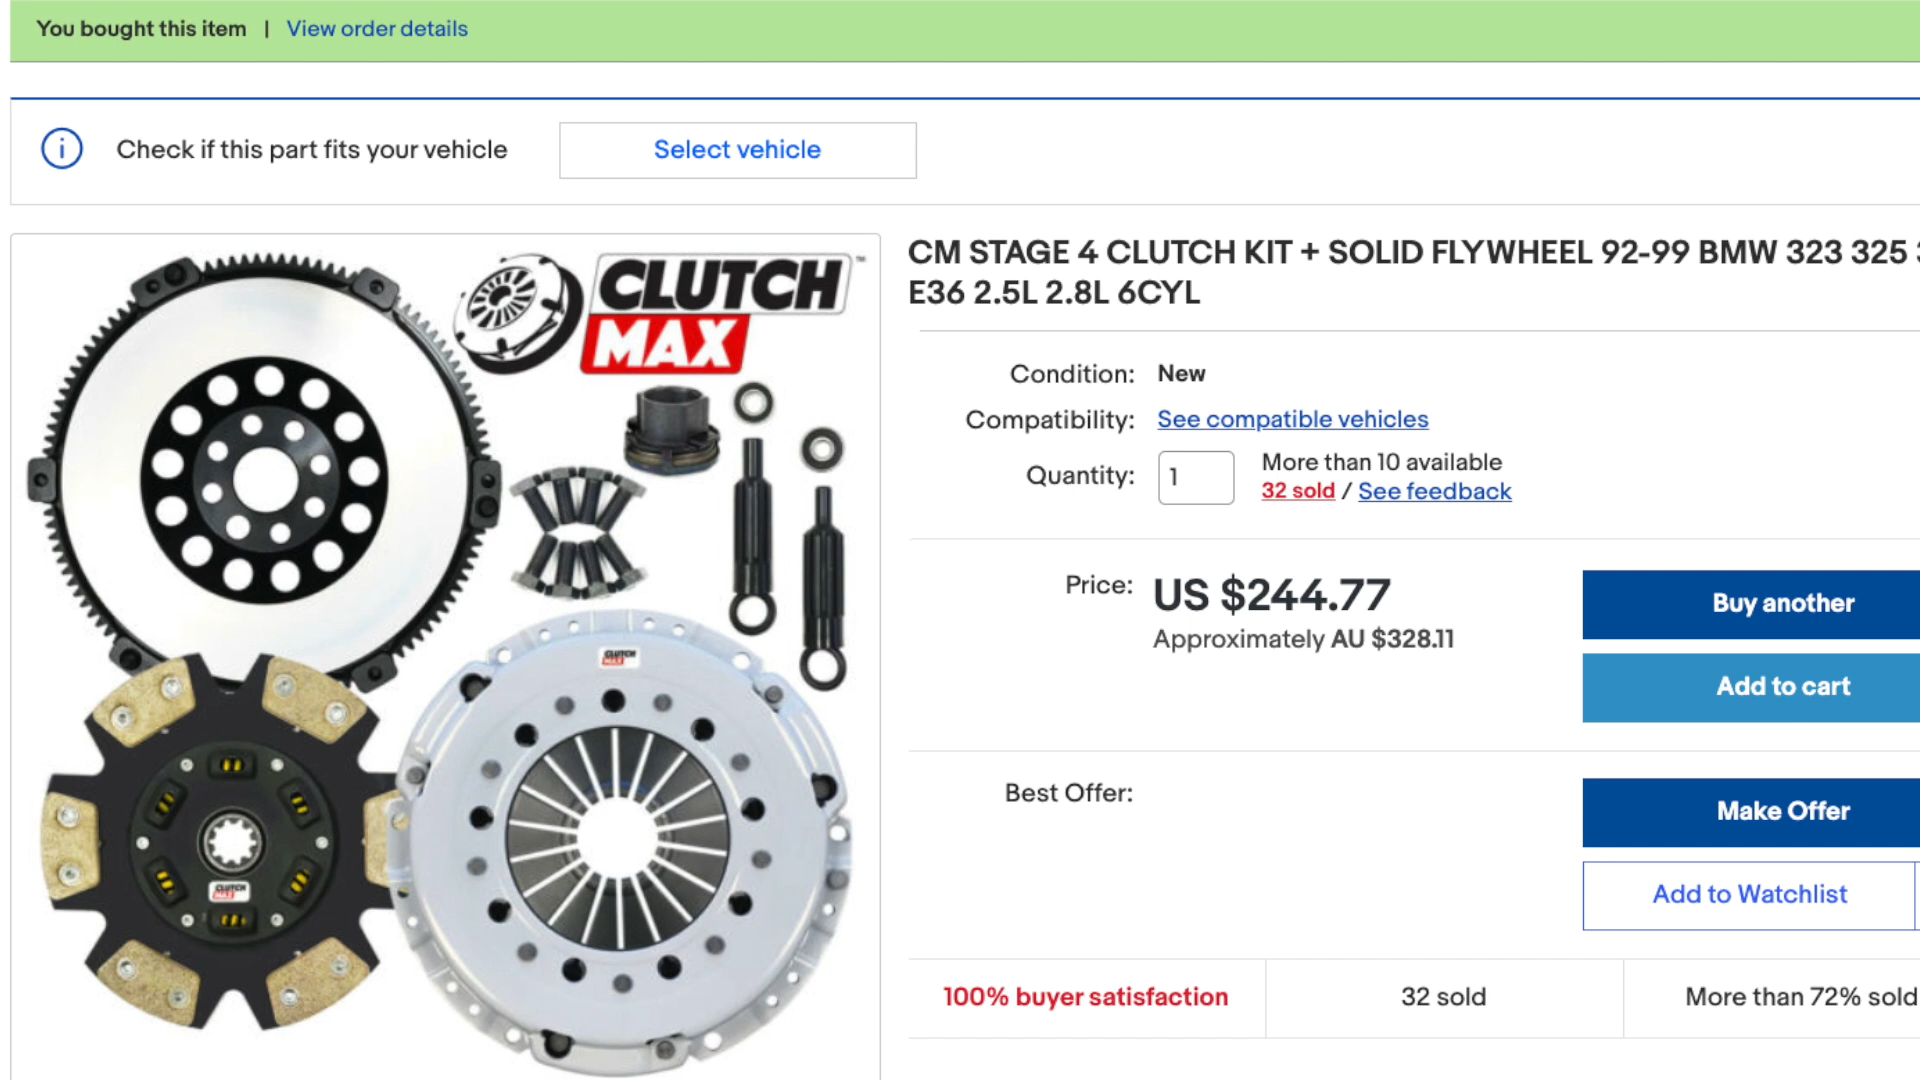 You bought this item | View order details
Check if this part fits your vehicle
Select vehicle
CLUTCH™
MAX
CLUTCH
MAX
CLUTCH
MAX
CM STAGE 4 CLUTCH KIT + SOLID FLYWHEEL 92-99 BMW 323 325
E36 2.5L 2.8L 6CYL
Condition: New
Compatibility: See compatible vehicles
Quantity: 1 More than 10 available
32 sold / See feedback
Price: US $244.77
Approximately AU $328.11
Buy another
Add to cart
Best Offer:
Make Offer
Add to Watchlist
100% buyer satisfaction
32 sold
More than 72% sold